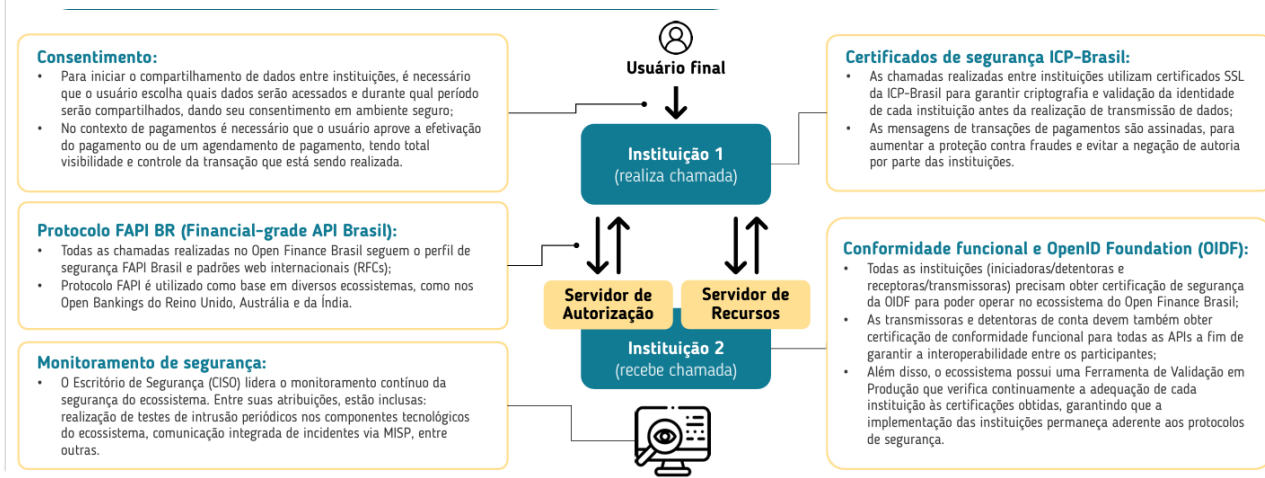 Consentimento:
• Para iniciar o compartilhamento de dados entre instituições, é necessário
que o usuário escolha quais dados serão acessados e durante qual período
serão compartilhados, dando seu consentimento em ambiente seguro;
• No contexto de pagamentos é necessário que o usuário aprove a efetivação
do pagamento ou de um agendamento de pagamento, tendo total
visibilidade e controle da transação que está sendo realizada.
Protocolo FAPI BR (Financial-grade API Brasil):
• Todas as chamadas realizadas no Open Finance Brasil seguem o perfil de
segurança FAPI Brasil e padrões web internacionais (RFCs);
• Protocolo FAPI é utilizado como base em diversos ecossistemas, como nos
Open Bankings do Reino Unido, Austrália e da Índia.
Monitoramento de segurança:
• O Escritório de Segurança (CISO) lidera o monitoramento contínuo da
segurança do ecossistema. Entre suas atribuições, estão inclusas:
realização de testes de intrusão periódicos nos componentes tecnológicos
do ecossistema, comunicação integrada de incidentes via MISP, entre
outras.
Usuário final
Instituição 1
(realiza chamada)
Servidor de
Autorização
Servidor de
Recursos
Instituição 2
(recebe chamada)
Certificados de segurança ICP-Brasil:
• As chamadas realizadas entre instituições utilizam certificados SSL
da ICP-Brasil para garantir criptografia e validação da identidade
de cada instituição antes da realização de transmissão de dados;
• As mensagens de transações de pagamentos são assinadas, para
aumentar a proteção contra fraudes e evitar a negação de autoria
por parte das instituições.
Conformidade funcional e OpenID Foundation (OIDF):
• Todas as instituições (iniciadoras/detentoras e
receptoras/transmissoras) precisam obter certificação de segurança
da OIDF para poder operar no ecossistema do Open Finance Brasil;
• As transmissoras e detentoras de conta devem também obter
certificação de conformidade funcional para todas as APIs a fim de
garantir a interoperabilidade entre os participantes;
• Além disso, o ecossistema possui uma Ferramenta de Validação em
Produção que verifica continuamente a adequação de cada
instituição às certificações obtidas, garantindo que a
implementação das instituições permaneça aderente aos protocolos
de segurança.